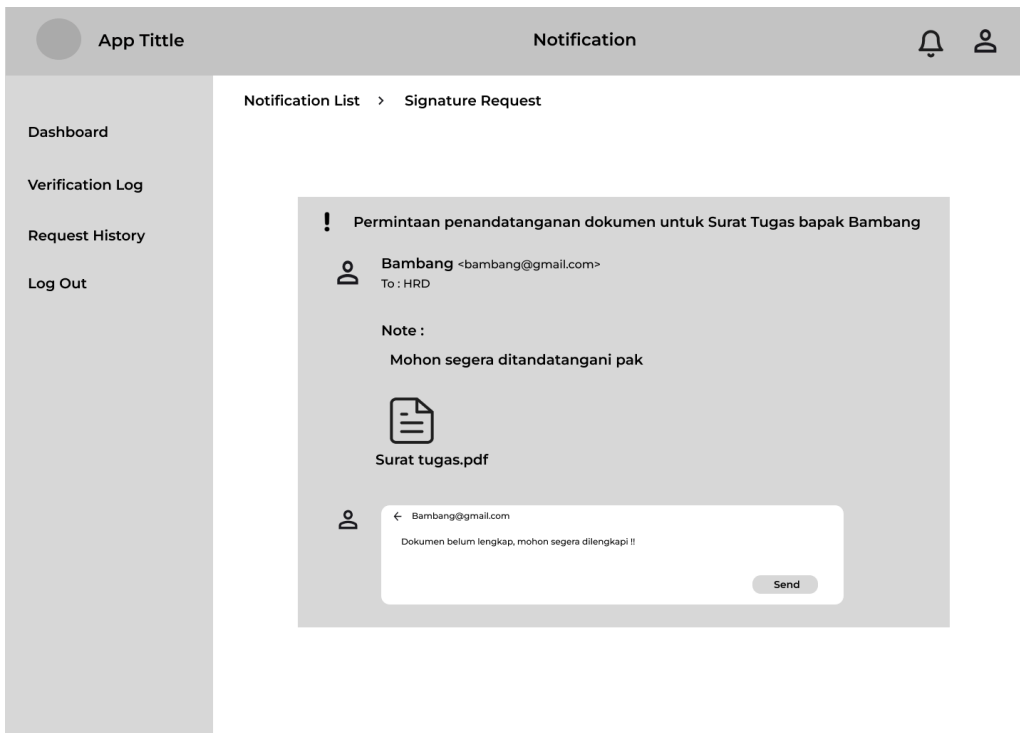 App Tittle
Notification
Notification List > Signature Request
Dashboard
Verification Log
Request History
Log Out
! Permintaan penandatanganan dokumen untuk Surat Tugas bapak Bambang
Bambang <bambang@gmail.com>
To : HRD
Note :
Mohon segera ditandatangani pak
Surat tugas.pdf
Bambang@gmail.com
Dokumen belum lengkap, mohon segera dilengkapi !!
Send